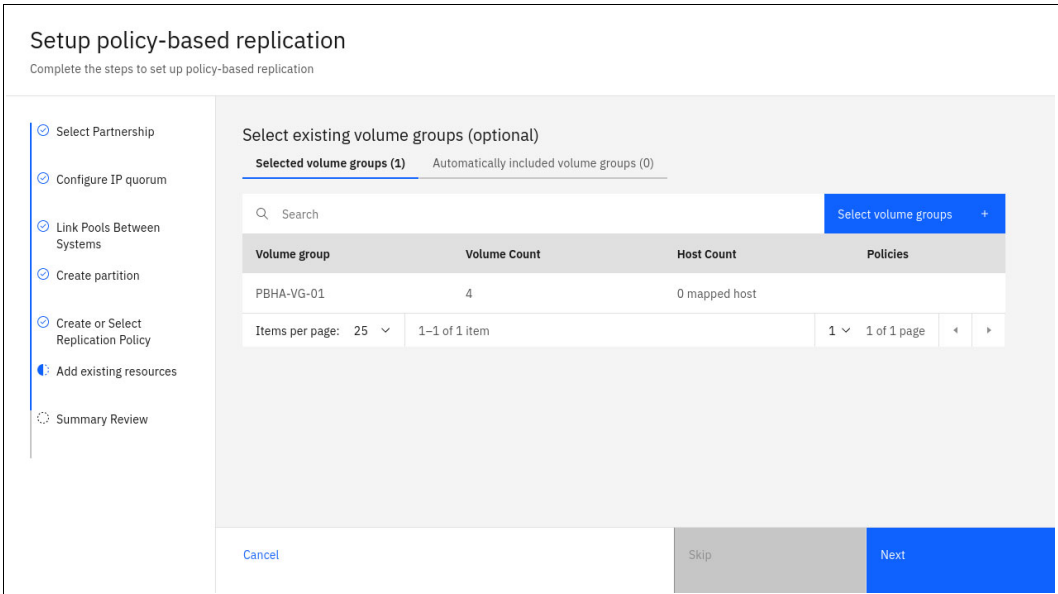 Setup policy-based replication
Complete the steps to set up policy-based replication
Select Partnership
Configure IP quorum
Link Pools Between
Systems
Create partition
Create or Select
Replication Policy
Add existing resources
Summary Review
Select existing volume groups (optional)
Selected volume groups (1) Automatically included volume groups (0)
Search
Select volume groups +
Volume group Volume Count Host Count Policies
PBHA-VG-01 4 0 mapped host
Items per page: 25 1–1 of 1 item 1 1 of 1 page
Cancel Skip Next